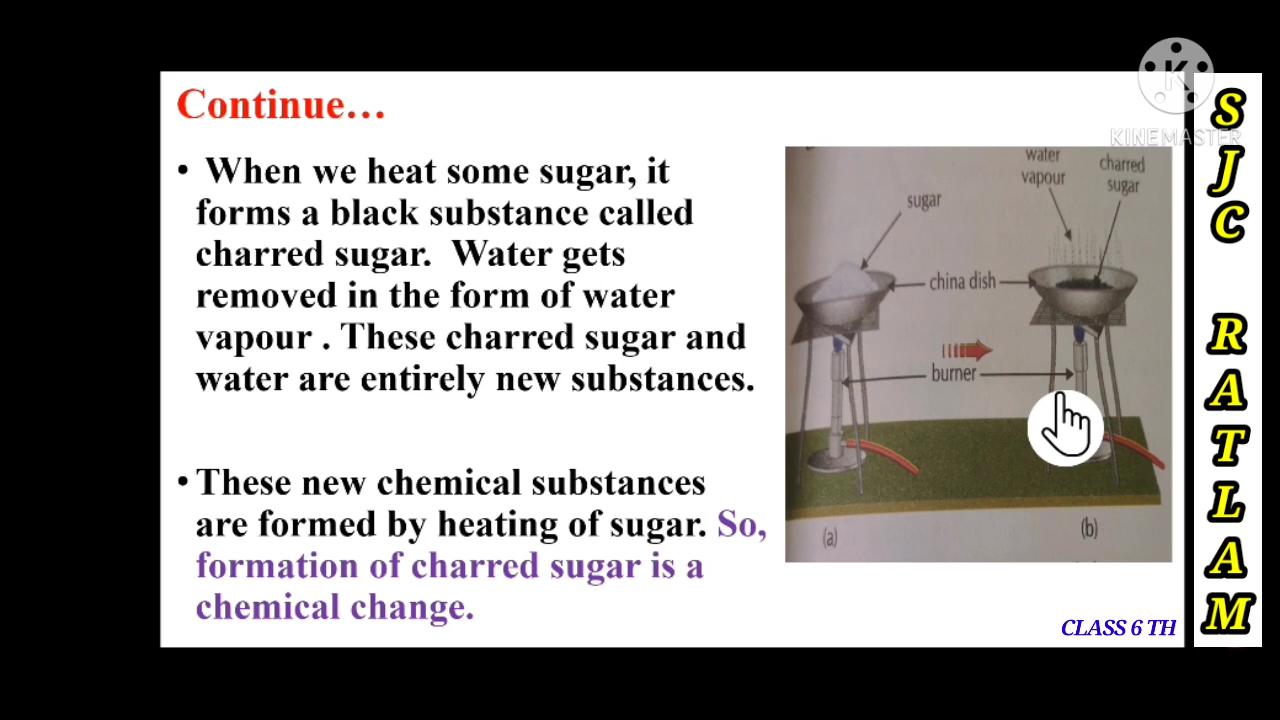 Continue…
• When we heat some sugar, it
forms a black substance called
charred sugar. Water gets
removed in the form of water
vapour . These charred sugar and
water are entirely new substances.
• These new chemical substances
are formed by heating of sugar. So,
formation of charred sugar is a
chemical change.
water
vapour
charred
sugar
sugar
china dish
burner
(a)
(b)
CLASS 6 TH
K
KINEMASTER
SJC
RATLAM